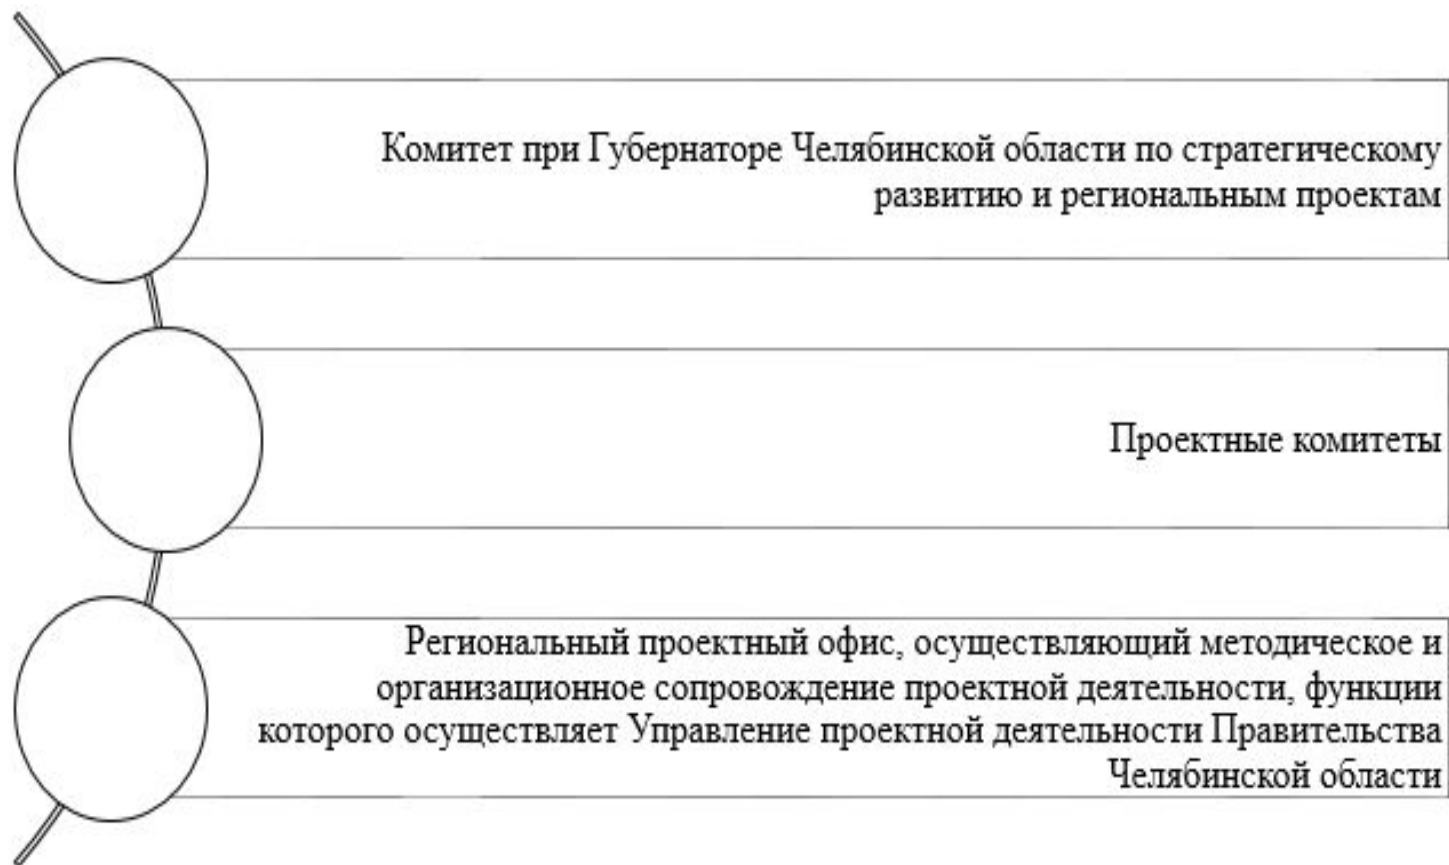 Комитет при Губернаторе Челябинской области по стратегическому
развитию и региональным проектам
Проектные комитеты
Региональный проектный офис, осуществляющий методическое и
организационное сопровождение проектной деятельности, функции
которого осуществляет Управление проектной деятельности Правительства
Челябинской области